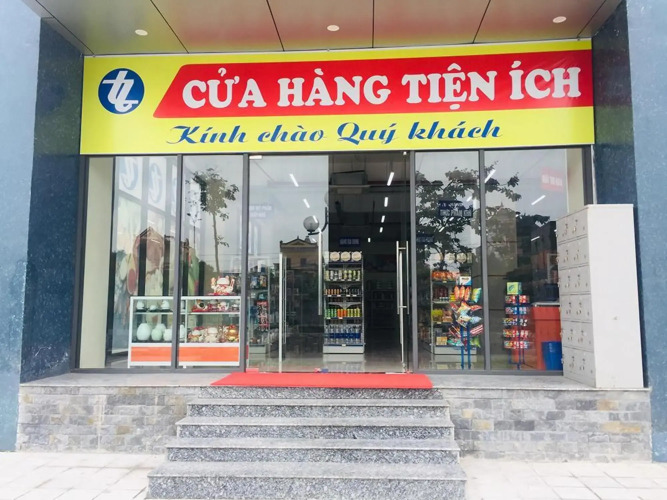 CỬA HÀNG TIỆN ÍCH
Kính chào Quý khách